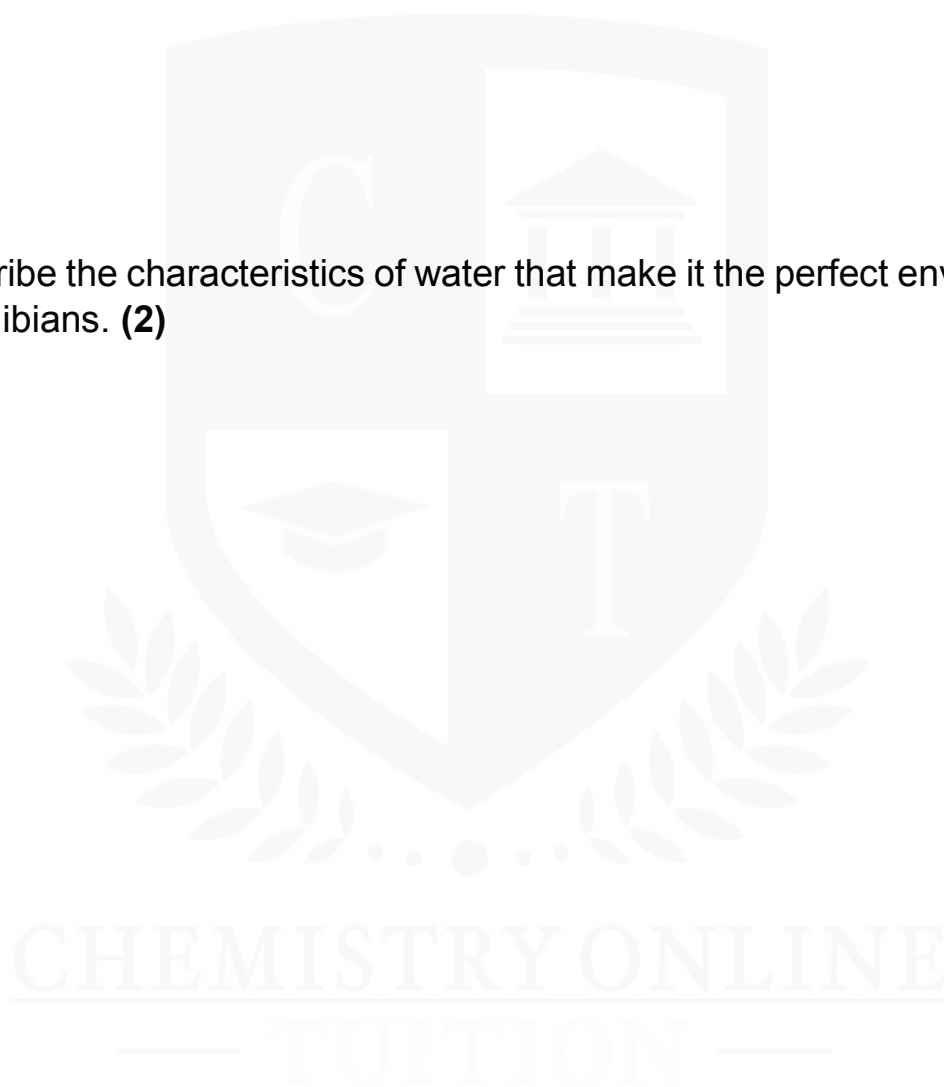 C
T
ribe the characteristics of water that make it the perfect env
ibians. (2)
CHEMISTRY ONLINE
— TUITION —